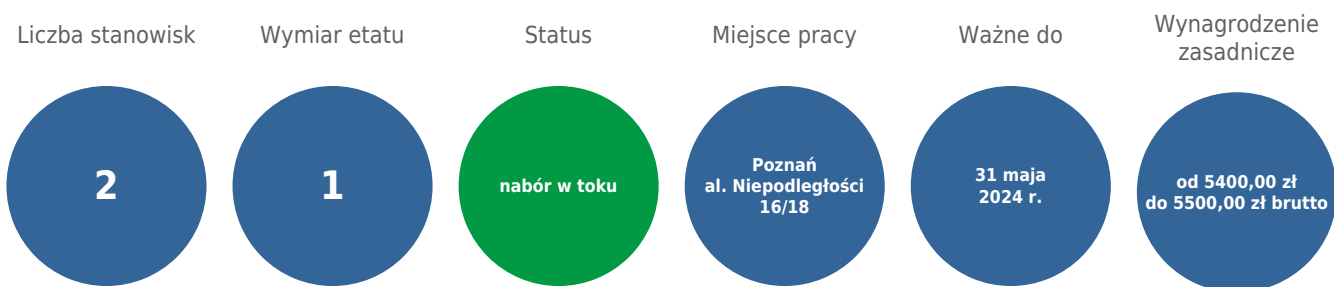 Liczba stanowisk
2
Wymiar etatu
1
Status
nabór w toku
Miejsce pracy
Poznań
al. Niepodległości
16/18
Ważne do
31 maja
2024 r.
Wynagrodzenie
zasadnicze
od 5400,00 zł
do 5500,00 zł brutto